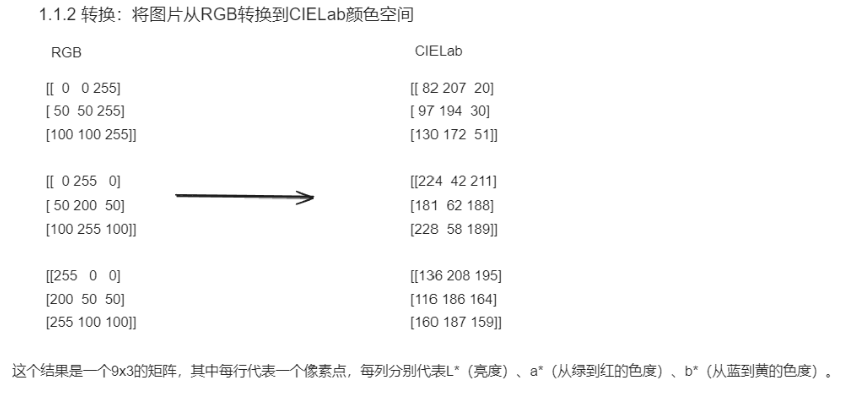 1.1.2 转换：将图片从RGB转换到CIELab颜色空间
RGB CIELab
[[ 0 0 255] [[ 82 207 20]
[ 50 50 255] [ 97 194 30]
[100 100 255]] [130 172 51]]
[[ 0 255 0] [[224 42 211]
[ 50 200 50] [181 62 188]
[100 255 100]] [228 58 189]]
[[255 0 0] [[136 208 195]
[200 50 50] [116 186 164]
[255 100 100]] [160 187 159]]
这个结果是一个9x3的矩阵，其中每行代表一个像素点，每列分别代表L*（亮度）、a*（从绿到红的色度）、b*（从蓝到黄的色度）。